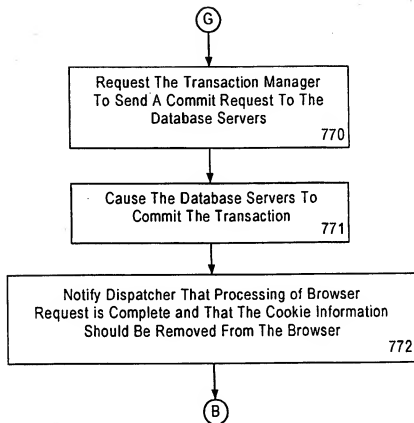 G
Request The Transaction Manager
To Send A Commit Request To The
Database Servers
770
Cause The Database Servers To
Commit The Transaction
771
Notify Dispatcher That Processing of Browser
Request is Complete and That The Cookie Information
Should Be Removed From The Browser
772
B